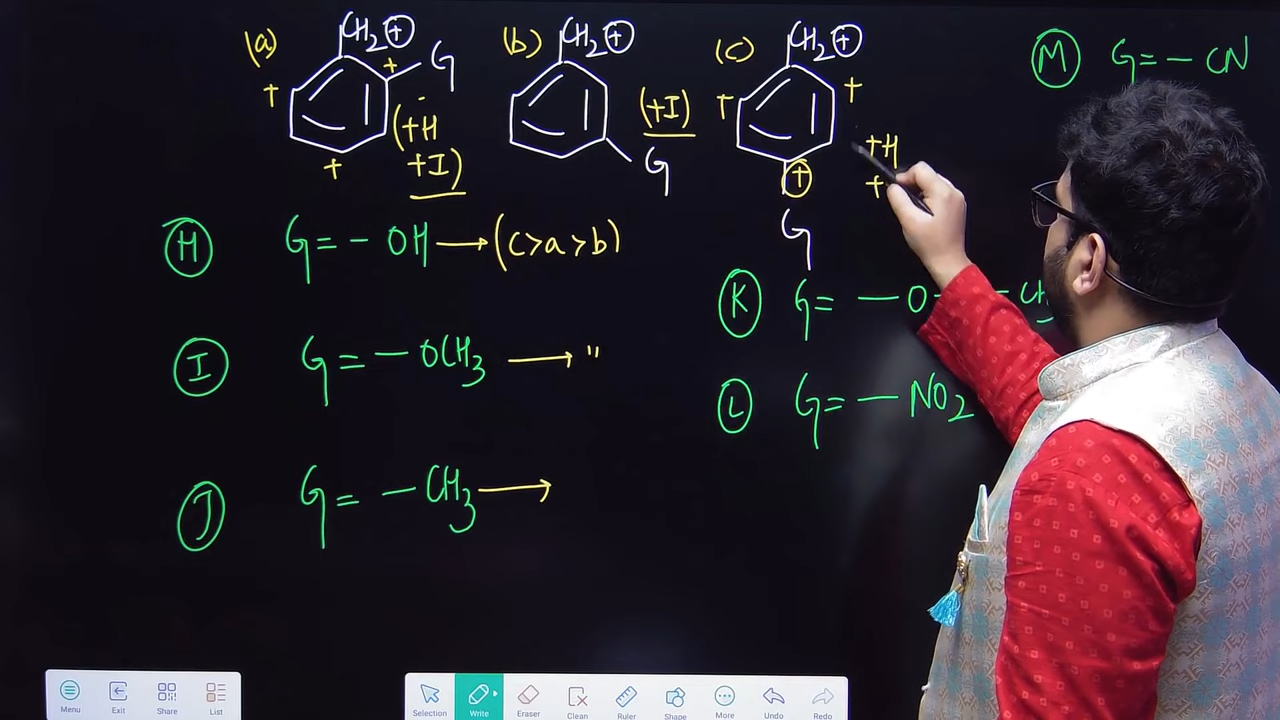 (a) CH₂⊕ G (+H +I) + + +
(b) CH₂⊕ (+I) G
(c) CH₂⊕ + + ⊕ G +H +
Ⓜ G = – CN
Ⓗ G = – OH → (c>a>b)
Ⓘ G = – OCH₃ → "
Ⓙ G = – CH₃ →
Ⓚ G = – O
Ⓛ G = – NO₂
Menu Exit Share List
Selection Write Eraser Clean Ruler Shape More Undo Redo